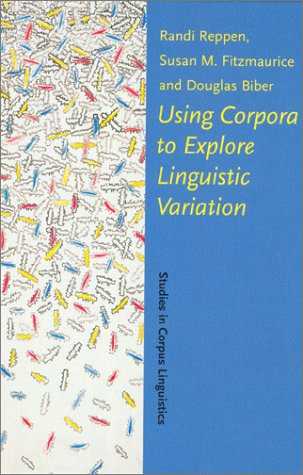 Randi Reppen,
Susan M. Fitzmaurice
and Douglas Biber
Using Corpora
to Explore
Linguistic
Variation
Studies in Corpus Linguistics